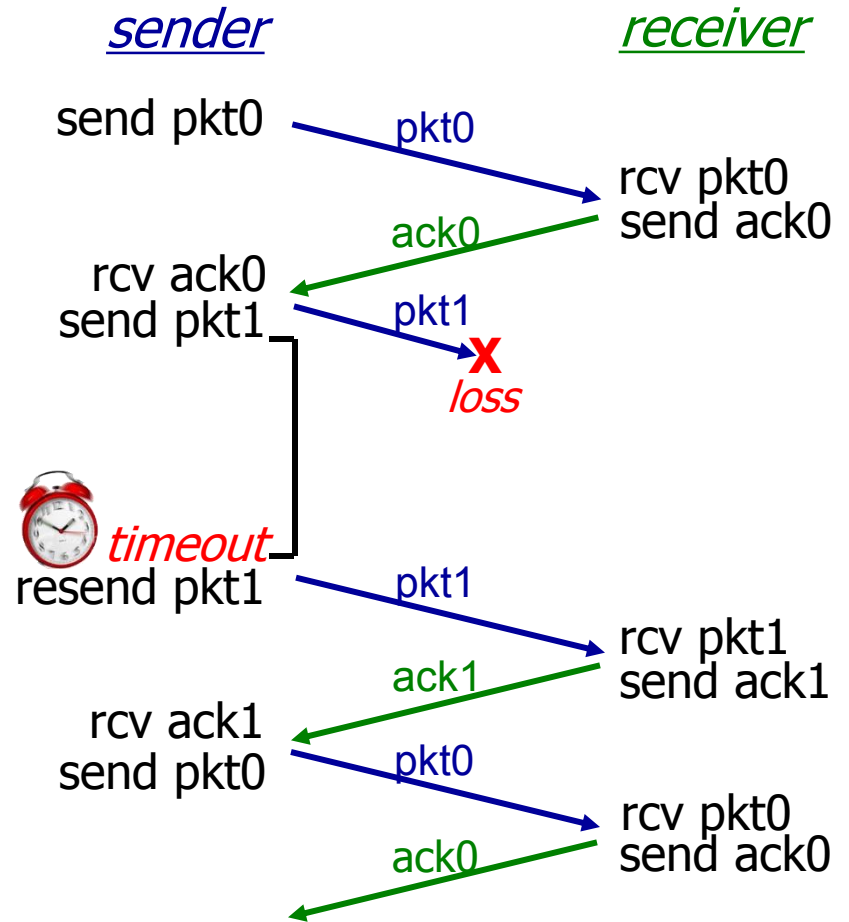 sender
receiver
send pkt0
pkt0
rcv pkt0
send ack0
ack0
rcv ack0
send pkt1
pkt1
X
loss
timeout
resend pkt1
pkt1
rcv pkt1
send ack1
ack1
rcv ack1
send pkt0
pkt0
rcv pkt0
send ack0
ack0